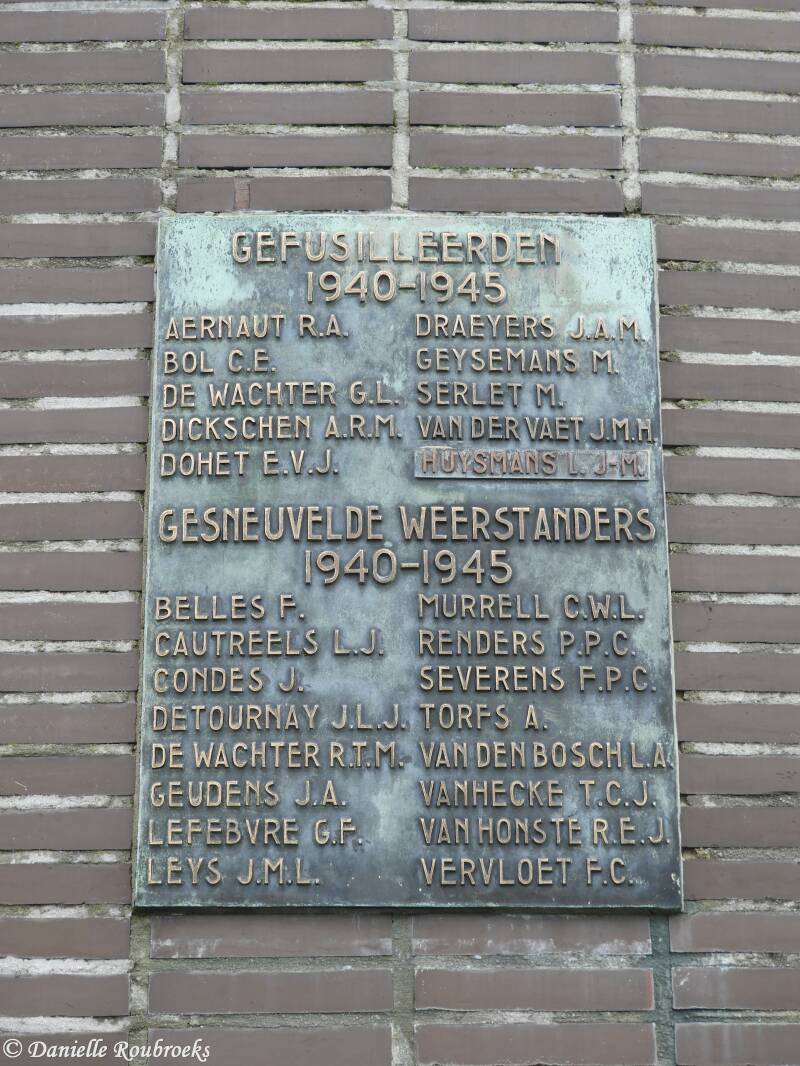 GEFUSILLEERDEN
1940-1945
AERNAUT R.A.
BOL C.E.
DE WACHTER G.L.
DICKSCHEN A.R.M.
DOHET E.V.J.
DRAEYERS J.A.M.
GEYSEMANS M.
SERLET M.
VAN DER VAET J.M.H.
HUYSMANS L. J-M.
GESNEUVELDE WEERSTANDERS
1940-1945
BELLES F.
CAUTREELS L.J.
CONDES J.
DETOURNAY J.L.J.
DE WACHTER R.T.M.
GEUDENS J.A.
LEFEBVRE G.F.
LEYS J.M.L.
MURRELL C.W.L.
RENDERS P.P.C.
SEVERENS F.P.C.
TORFS A.
VAN DEN BOSCH L.A.
VANHECKE T.C.J.
VAN HONSTÉ R.E.J.
VERVLOET F.C.
© Danielle Roubroeks